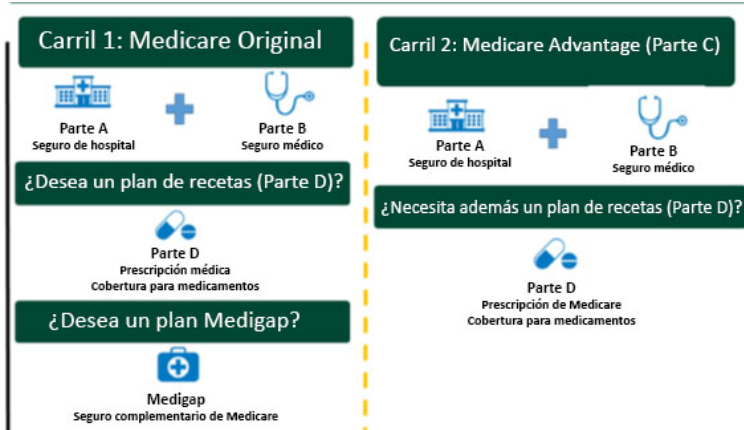 Carril 1: Medicare Original
Parte A
Seguro de hospital
Parte B
Seguro médico
¿Desea un plan de recetas (Parte D)?
Parte D
Prescripción médica
Cobertura para medicamentos
¿Desea un plan Medigap?
Medigap
Seguro complementario de Medicare
Carril 2: Medicare Advantage (Parte C)
Parte A
Seguro de hospital
Parte B
Seguro médico
¿Necesita además un plan de recetas (Parte D)?
Parte D
Prescripción de Medicare
Cobertura para medicamentos